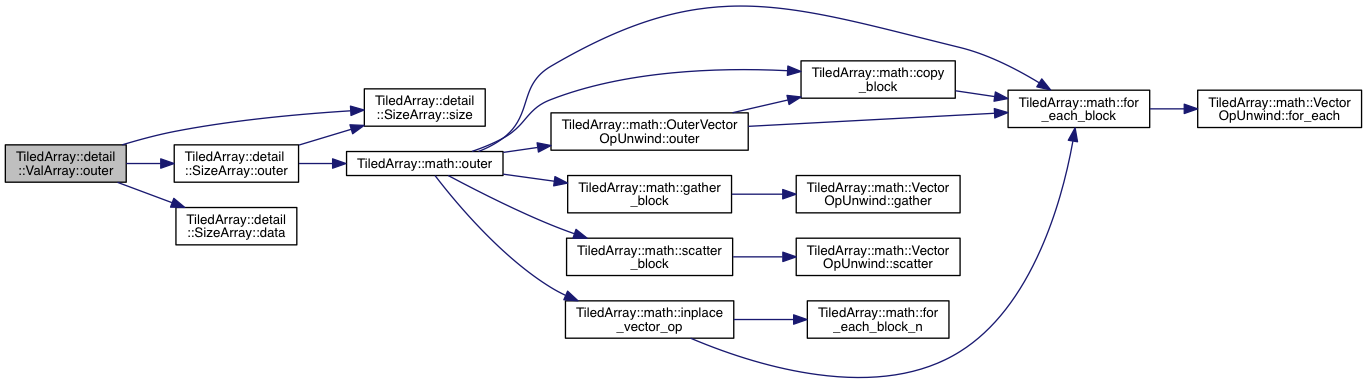 TiledArray::detail
::ValArray::outer
TiledArray::detail
::SizeArray::size
TiledArray::detail
::SizeArray::outer
TiledArray::detail
::SizeArray::data
TiledArray::math::outer
TiledArray::math::OuterVector
OpUnwind::outer
TiledArray::math::gather
_block
TiledArray::math::scatter
_block
TiledArray::math::inplace
_vector_op
TiledArray::math::copy
_block
TiledArray::math::Vector
OpUnwind::gather
TiledArray::math::Vector
OpUnwind::scatter
TiledArray::math::for
_each_block_n
TiledArray::math::for
_each_block
TiledArray::math::Vector
OpUnwind::for_each